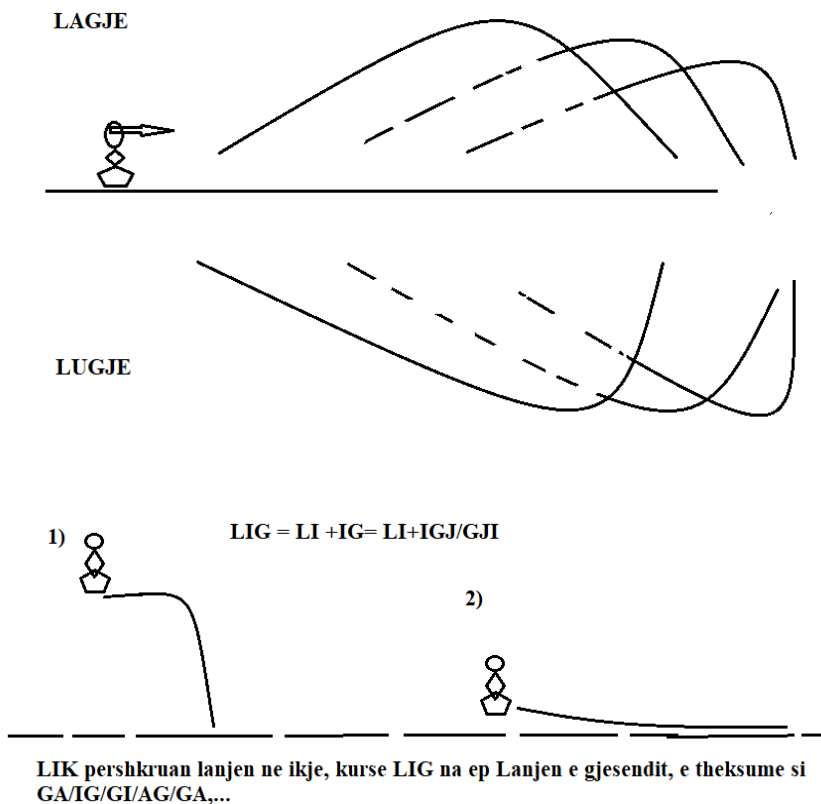 LAGJE
LUGJE
1)
LIG = LI +IG= LI+IGJ/GJI
2)
LIK pershkruan lanjen ne ikje, kurse LIG na ep Lanjen e gjesendit, e theksume si
GA/IG/GI/AG/GA,...